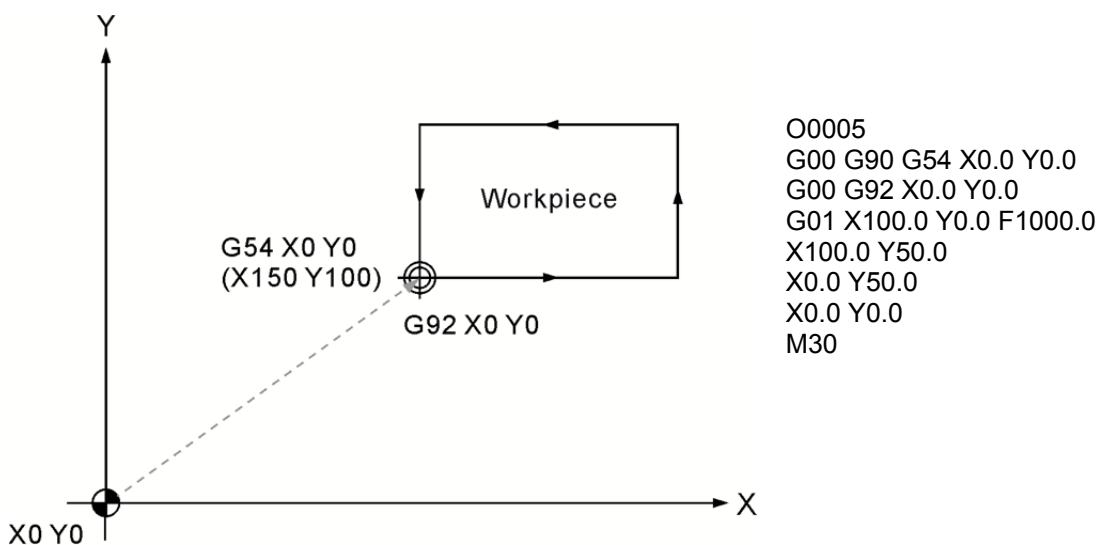 Y
Workpiece
G54 X0 Y0
(X150 Y100)
G92 X0 Y0
X
X0 Y0
O0005
G00 G90 G54 X0.0 Y0.0
G00 G92 X0.0 Y0.0
G01 X100.0 Y0.0 F1000.0
X100.0 Y50.0
X0.0 Y50.0
X0.0 Y0.0
M30